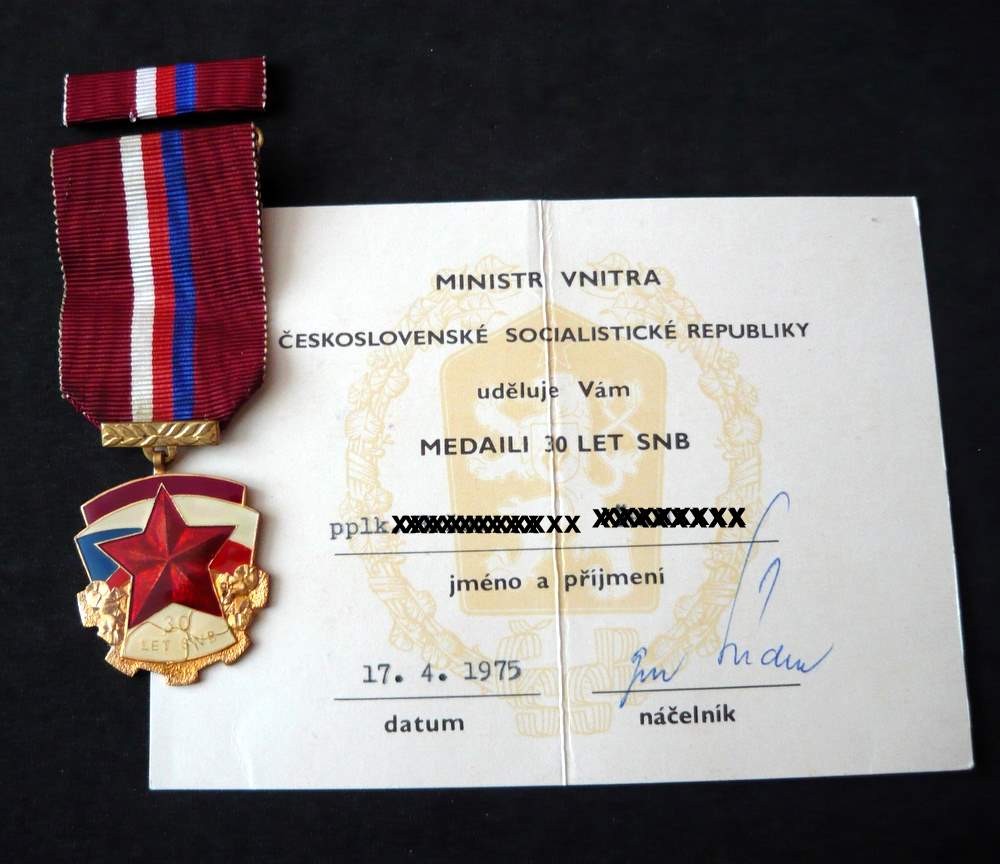 30
LET SNB
MINISTR VNITRA
ČESKOSLOVENSKÉ SOCIALISTICKÉ REPUBLIKY
uděluje Vám
MEDAILI 30 LET SNB
pplk
jméno a příjmení
17. 4. 1975
datum
náčelník